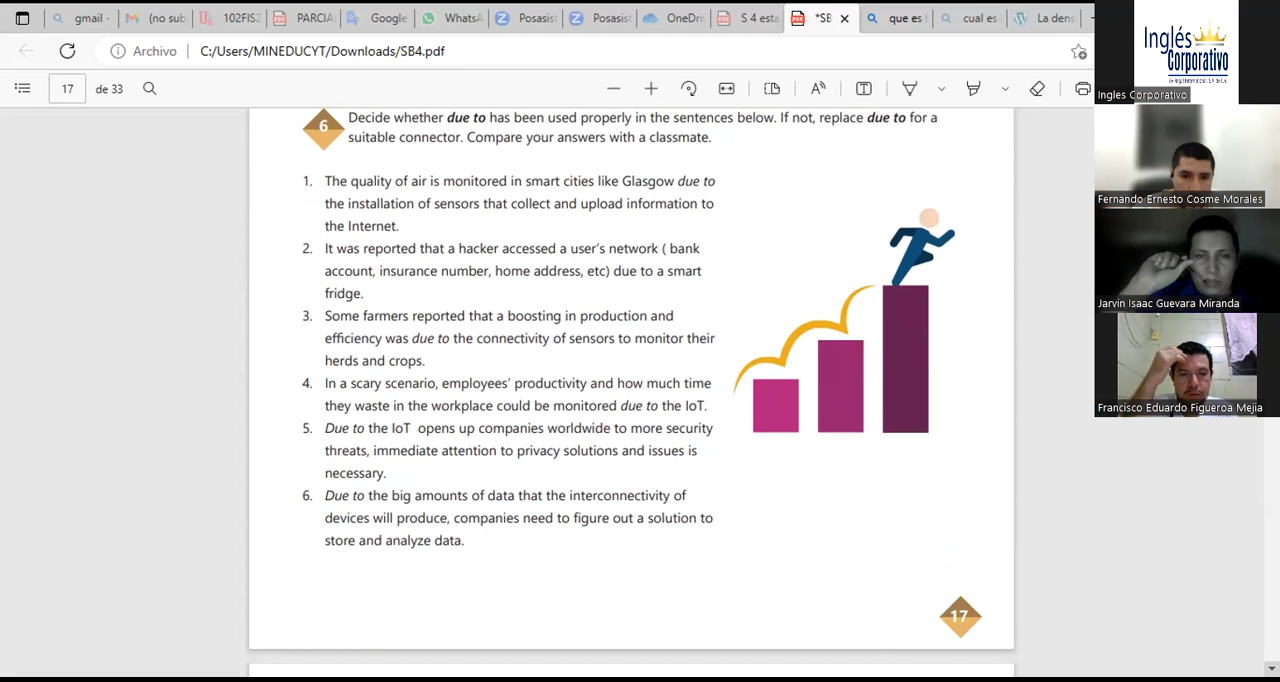 gmail -
(no sub
102FIS2
PARCIA
Google
WhatsA
Posasist
Posasist
OneDriv
S 4 esta
*SB
que es
cual es
La dens
Archivo
C:/Users/MINEDUCYT/Downloads/SB4.pdf
17
de 33
6
Decide whether due to has been used properly in the sentences below. If not, replace due to for a
suitable connector. Compare your answers with a classmate.
1. The quality of air is monitored in smart cities like Glasgow due to
the installation of sensors that collect and upload information to
the Internet.
2. It was reported that a hacker accessed a user's network ( bank
account, insurance number, home address, etc) due to a smart
fridge.
3. Some farmers reported that a boosting in production and
efficiency was due to the connectivity of sensors to monitor their
herds and crops.
4. In a scary scenario, employees' productivity and how much time
they waste in the workplace could be monitored due to the IoT.
5. Due to the IoT opens up companies worldwide to more security
threats, immediate attention to privacy solutions and issues is
necessary.
6. Due to the big amounts of data that the interconnectivity of
devices will produce, companies need to figure out a solution to
store and analyze data.
17
Inglés
Corporativo
Ingles Corporativo
Fernando Ernesto Cosme Morales
Jarvin Isaac Guevara Miranda
Francisco Eduardo Figueroa Mejia